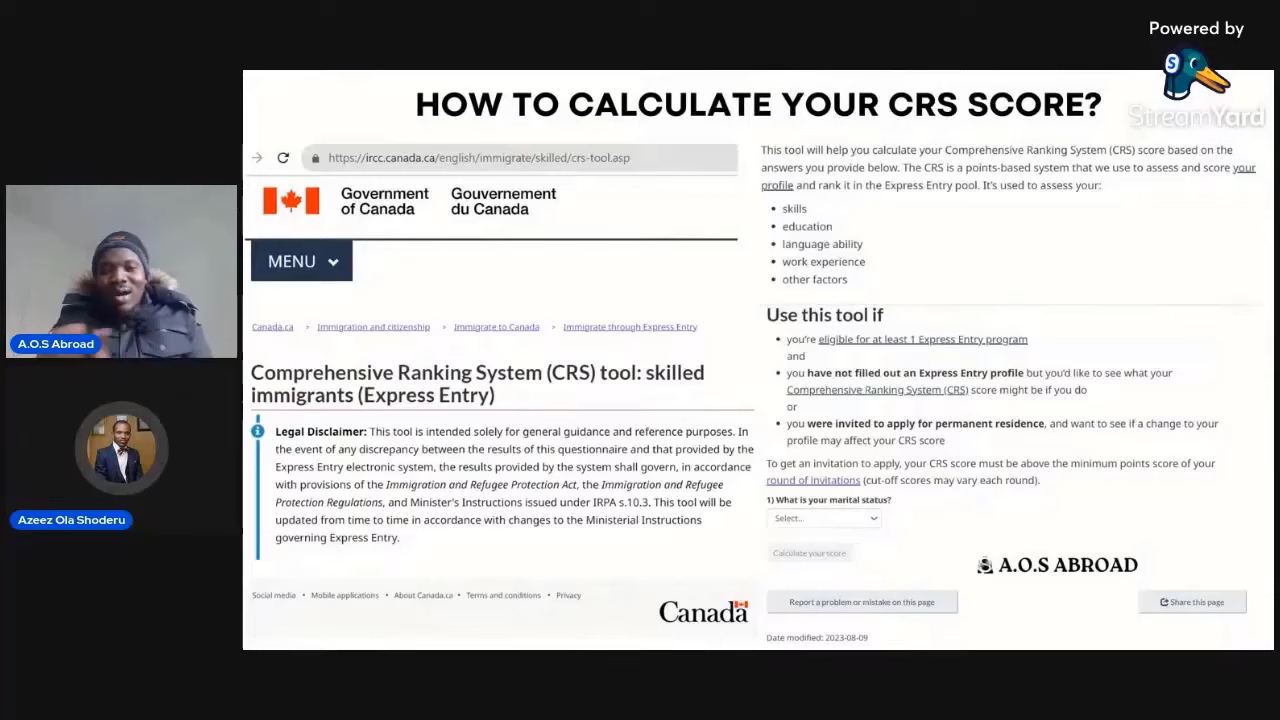 Powered by
StreamYard
HOW TO CALCULATE YOUR CRS SCORE?
https://ircc.canada.ca/english/immigrate/skilled/crs-tool.asp
Government of Canada
Gouvernement du Canada
MENU
Canada.ca > Immigration and citizenship > Immigrate to Canada > Immigrate through Express Entry
Comprehensive Ranking System (CRS) tool: skilled
immigrants (Express Entry)
Legal Disclaimer: This tool is intended solely for general guidance and reference purposes. In
the event of any discrepancy between the results of this questionnaire and that provided by the
Express Entry electronic system, the results provided by the system shall govern, in accordance
with provisions of the Immigration and Refugee Protection Act, the Immigration and Refugee
Protection Regulations, and Minister's Instructions issued under IRPA s.10.3. This tool will be
updated from time to time in accordance with changes to the Ministerial Instructions
governing Express Entry.
Social media • Mobile applications • About Canada.ca • Terms and conditions • Privacy
Canada
This tool will help you calculate your Comprehensive Ranking System (CRS) score based on the
answers you provide below. The CRS is a points-based system that we use to assess and score your
profile and rank it in the Express Entry pool. It's used to assess your:
• skills
• education
• language ability
• work experience
• other factors
Use this tool if
• you're eligible for at least 1 Express Entry program
and
• you have not filled out an Express Entry profile but you'd like to see what your
Comprehensive Ranking System (CRS) score might be if you do
or
• you were invited to apply for permanent residence, and want to see if a change to your
profile may affect your CRS score
To get an invitation to apply, your CRS score must be above the minimum points score of your
round of invitations (cut-off scores may vary each round).
1) What is your marital status?
Select...
Calculate your score
A.O.S ABROAD
Report a problem or mistake on this page
Share this page
Date modified: 2023-08-09
A.O.S Abroad
Azeez Ola Shoderu